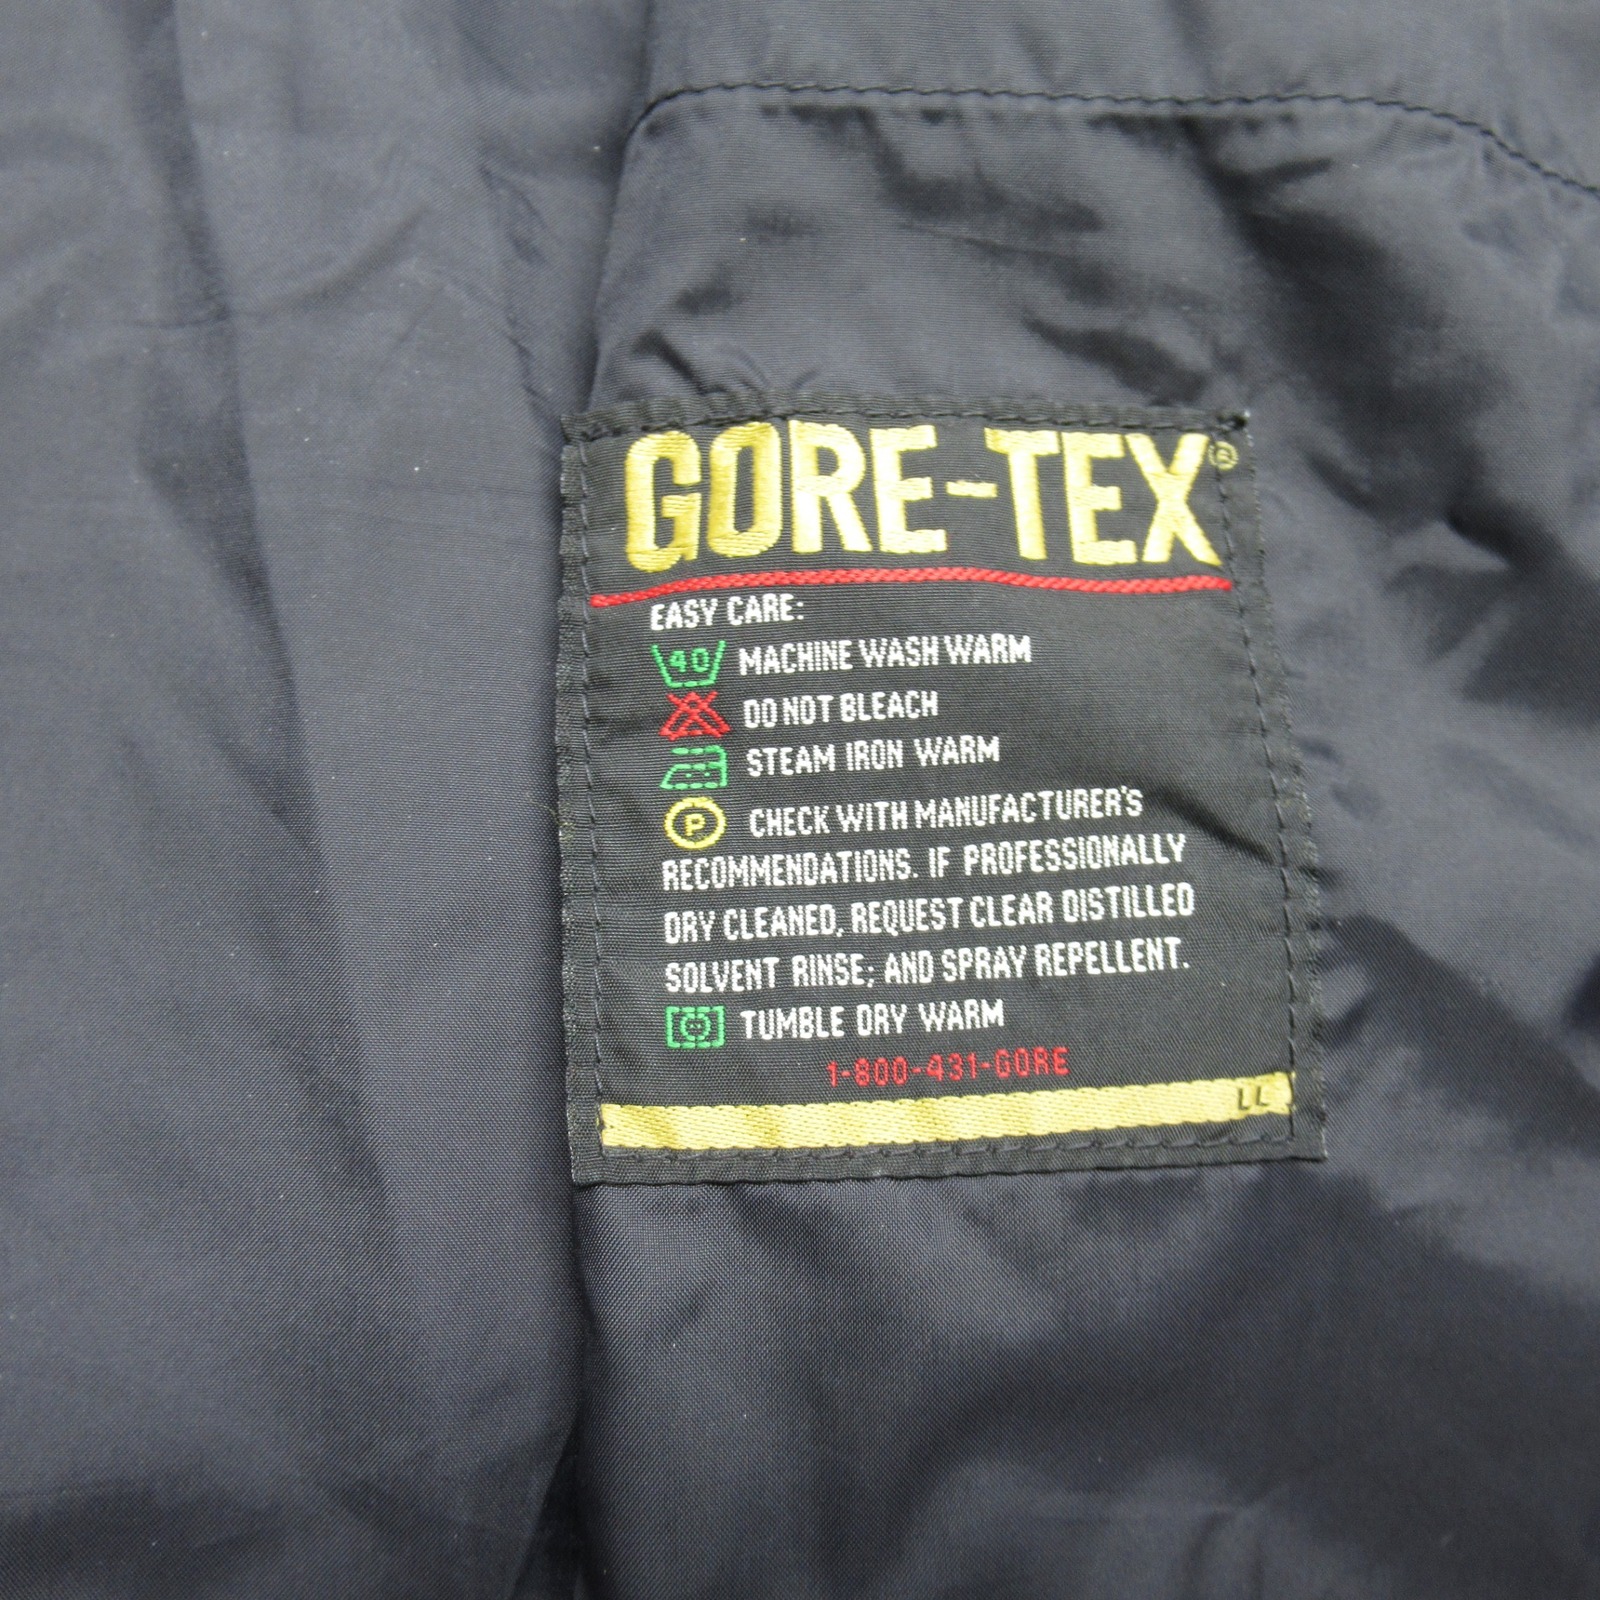 GORE-TEX®
EASY CARE:
40 MACHINE WASH WARM
DO NOT BLEACH
STEAM IRON WARM
P CHECK WITH MANUFACTURER'S
RECOMMENDATIONS. IF PROFESSIONALLY
DRY CLEANED, REQUEST CLEAR DISTILLED
SOLVENT RINSE; AND SPRAY REPELLENT.
TUMBLE DRY WARM
1-800-431-GORE
LL